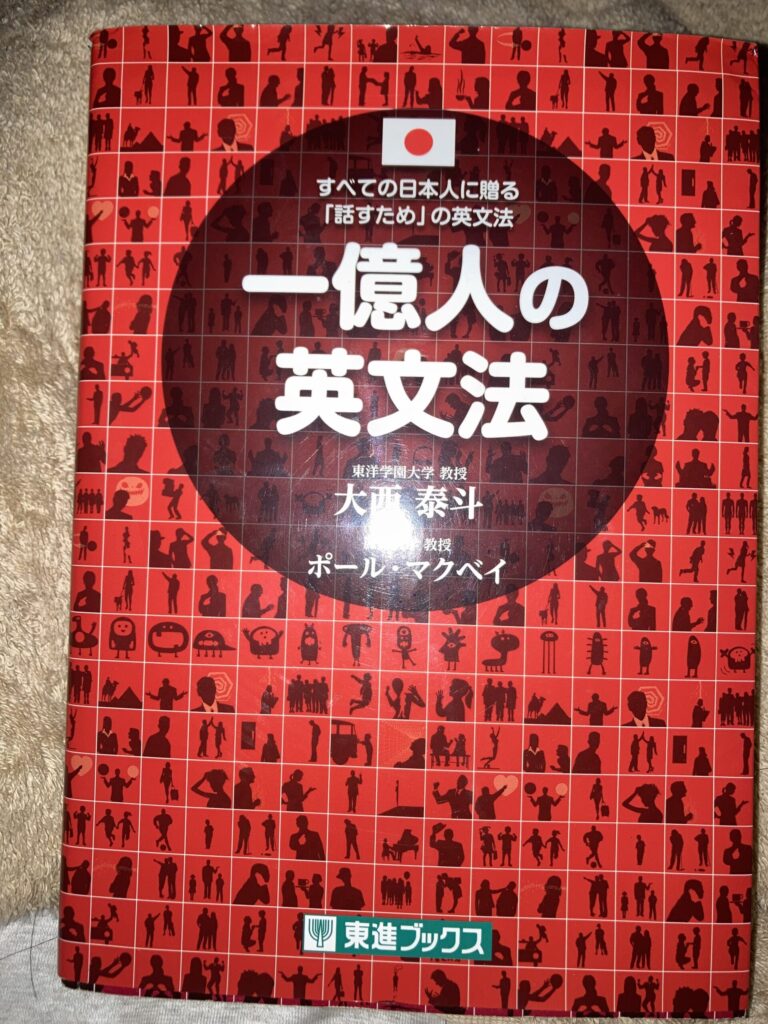 すべての日本人に贈る
「話すため」の英文法
一億人の
英文法
東洋学園大学 教授
大西 泰斗
教授
ポール・マクベイ
東進ブックス